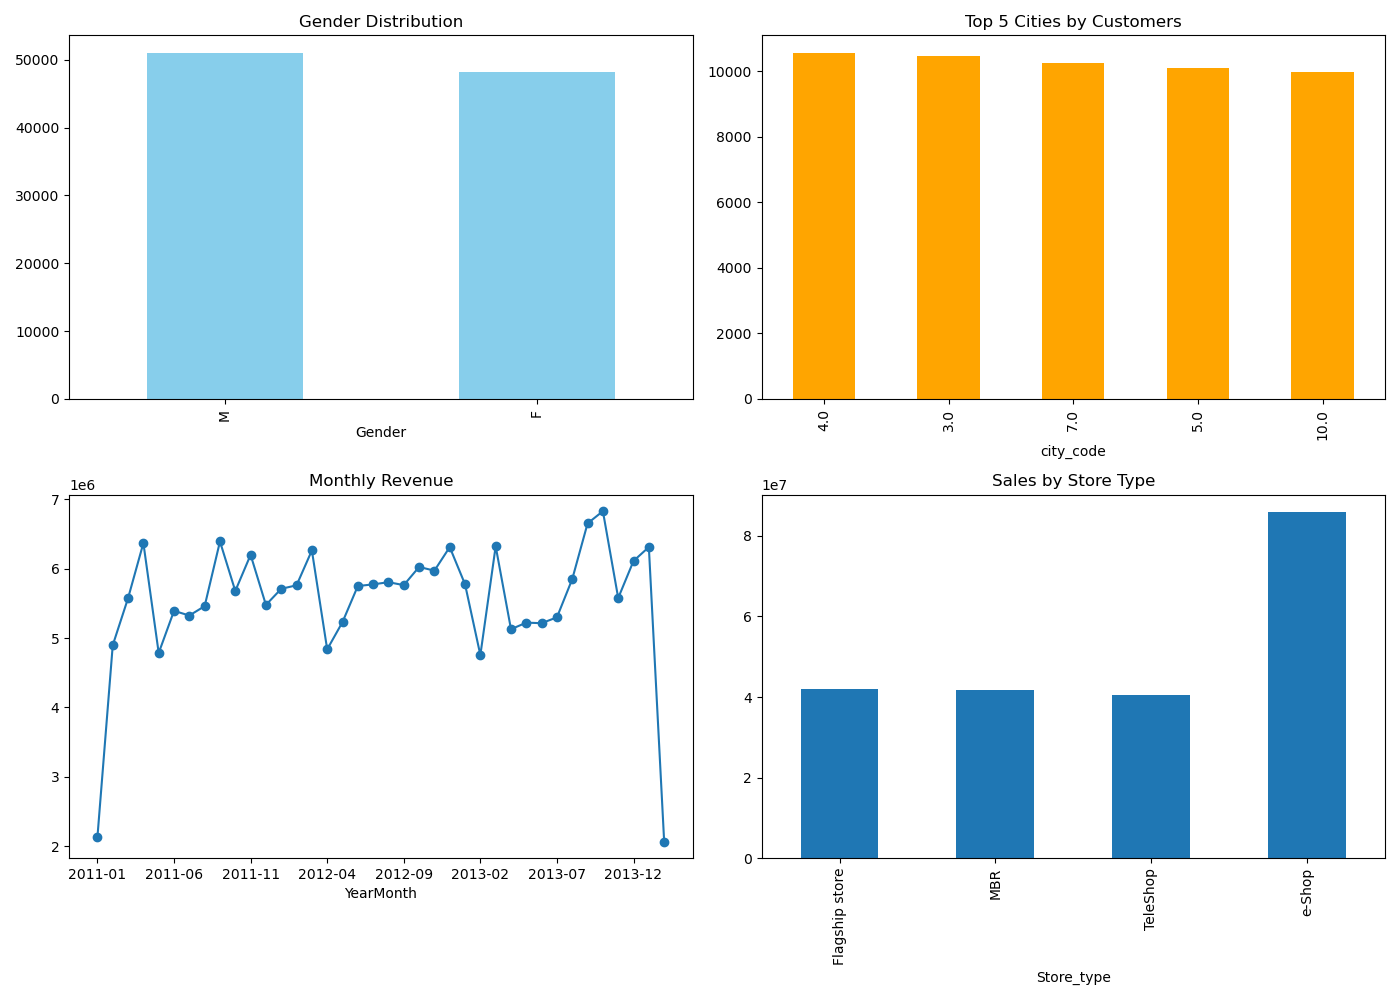 Gender Distribution
50000
40000
30000
20000
10000
0
M
F
Gender
Top 5 Cities by Customers
10000
8000
6000
4000
2000
0
4.0
3.0
7.0
5.0
10.0
city_code
Monthly Revenue
1e6
7
6
5
4
3
2
2011-01 2011-06 2011-11 2012-04 2012-09 2013-02 2013-07 2013-12
YearMonth
Sales by Store Type
1e7
8
6
4
2
0
Flagship store
MBR
TeleShop
e-Shop
Store_type